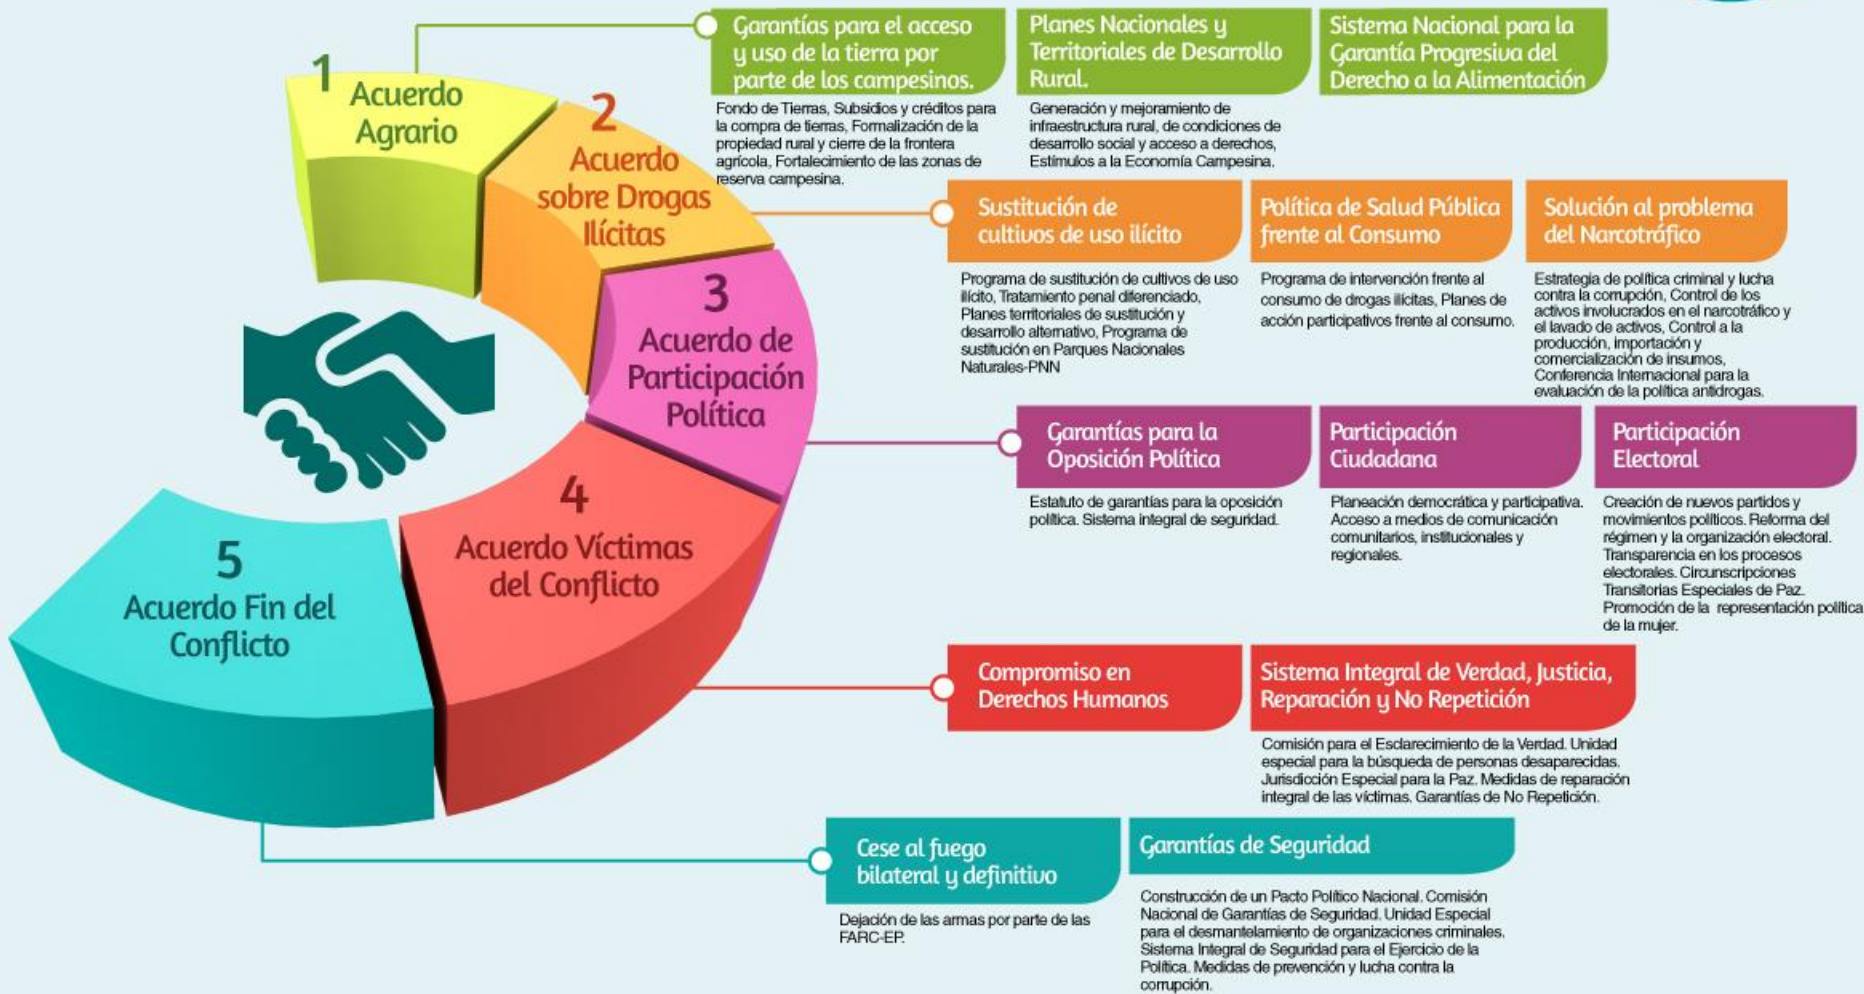 1
Acuerdo
Agrario
Garantías para el acceso
y uso de la tierra por
parte de los campesinos.
Fondo de Tierras, Subsidios y créditos para
la compra de tierras, Formalización de la
propiedad rural y cierre de la frontera
agrícola, Fortalecimiento de las zonas de
reserva campesina.
Planes Nacionales y
Territoriales de Desarrollo
Rural.
Generación y mejoramiento de
infraestructura rural, de condiciones de
desarrollo social y acceso a derechos,
Estímulos a la Economía Campesina.
Sistema Nacional para la
Garantía Progresiva del
Derecho a la Alimentación
2
Acuerdo
sobre Drogas
Ilícitas
Sustitución de
cultivos de uso ilícito
Programa de sustitución de cultivos de uso
ilícito, Tratamiento penal diferenciado,
Planes territoriales de sustitución y
desarrollo alternativo, Programa de
sustitución en Parques Nacionales
Naturales-PNN
Política de Salud Pública
frente al Consumo
Programa de intervención frente al
consumo de drogas ilícitas, Planes de
acción participativos frente al consumo.
Solución al problema
del Narcotráfico
Estrategia de política criminal y lucha
contra la corrupción, Control de los
activos involucrados en el narcotráfico y
el lavado de activos, Control a la
producción, importación y
comercialización de insumos,
Conferencia Internacional para la
evaluación de la política antidrogas.
3
Acuerdo de
Participación
Política
Garantías para la
Oposición Política
Estatuto de garantías para la oposición
política. Sistema integral de seguridad.
Participación
Ciudadana
Planeación democrática y participativa.
Acceso a medios de comunicación
comunitarios, institucionales y
regionales.
Participación
Electoral
Creación de nuevos partidos y
movimientos políticos. Reforma del
régimen y la organización electoral.
Transparencia en los procesos
electorales. Circunscripciones
Transitorias Especiales de Paz.
Promoción de la representación política
de la mujer.
4
Acuerdo Víctimas
del Conflicto
Compromiso en
Derechos Humanos
Sistema Integral de Verdad, Justicia,
Reparación y No Repetición
Comisión para el Esclarecimiento de la Verdad. Unidad
especial para la búsqueda de personas desaparecidas.
Jurisdicción Especial para la Paz. Medidas de reparación
integral de las víctimas. Garantías de No Repetición.
5
Acuerdo Fin del
Conflicto
Cese al fuego
bilateral y definitivo
Dejación de las armas por parte de las
FARC-EP.
Garantías de Seguridad
Construcción de un Pacto Político Nacional. Comisión
Nacional de Garantías de Seguridad. Unidad Especial
para el desmantelamiento de organizaciones criminales.
Sistema Integral de Seguridad para el Ejercicio de la
Política. Medidas de prevención y lucha contra la
corrupción.